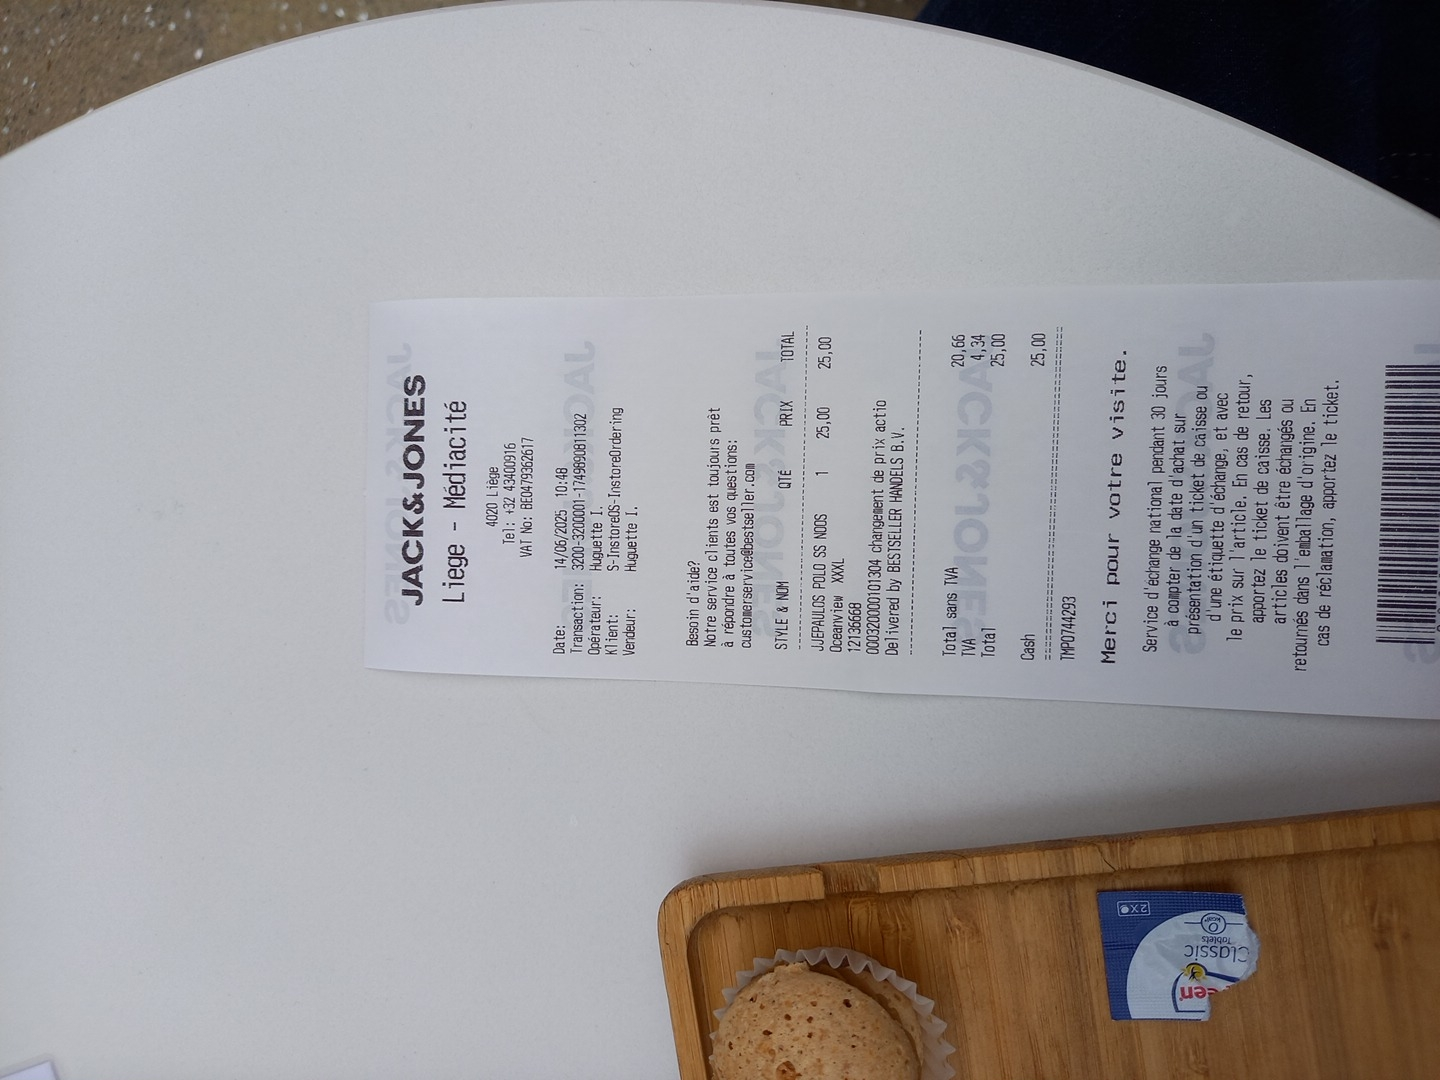 JACK&JONES
Liege - Médiacité
4020 Liège
Tel: +32 43400916
VAT No: BE0479362617
Date: 14/06/2025 10:48
Transaction: 3200-3200001-1749890811302
Opérateur: Huguette I.
Klient: S-InstoreOS-InstoreOrdering
Vendeur: Huguette I.
Besoin d'aide?
Notre service clients est toujours prêt
à répondre à toutes vos questions:
customerservice@bestseller.com
STYLE & NOM QTÉ PRIX TOTAL
JJEPAULOS POLO SS NOOS 1 25,00 25,00
Oceanview XXXL
12136668
0003200000101304 changement de prix actio
Delivered by BESTSELLER HANDELS B.V.
Total sans TVA 20,66
TVA 4,34
Total 25,00
Cash 25,00
TMP0744293
Merci pour votre visite.
Service d'échange national pendant 30 jours
à compter de la date d'achat sur
présentation d'un ticket de caisse ou
d'une étiquette d'échange, et avec
le prix sur l'article. En cas de retour,
apportez le ticket de caisse. Les
articles doivent être échangés ou
retournés dans l'emballage d'origine. En
cas de réclamation, apportez le ticket.
2x
0
kcal*
Tablets
Classic
een